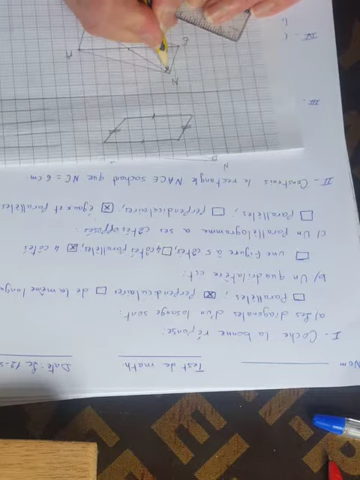 Nom
Test de math
Date: Le 12-
I - Coche la bonne réponse:
a) Les diagonales d'un losange sont
☐ Parallèles ; ☒ Perpendiculaires ☐ de la même longu
b) Un quadrilatère est:
☐ une figure à 5 côtés, ☐ 4 côtés parallèles, ☒ à 4 côtés
c) Un parallélogramme a ses côtés opposés:
☐ Parallèles ; ☐ perpendiculaires, ☒ égaux et parallèles
II - Construis le rectangle NACE sachant que NC = 6 cm
III.
IV.
N